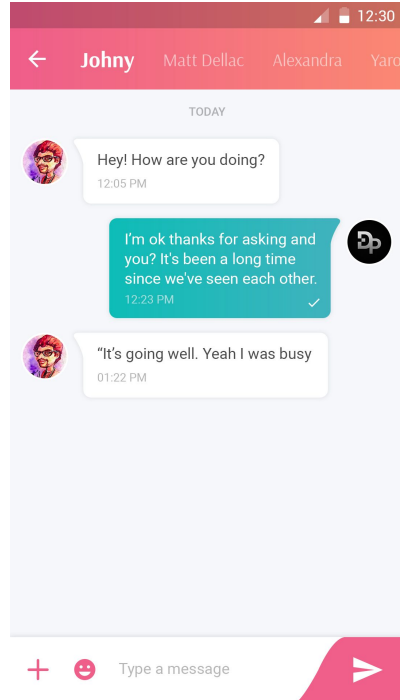 12:30
Johny Matt Dellac Alexandra Yaro
TODAY
Hey! How are you doing?
12:05 PM
I'm ok thanks for asking and
you? It's been a long time
since we've seen each other.
12:23 PM
Dp
“It's going well. Yeah I was busy
01:22 PM
Type a message